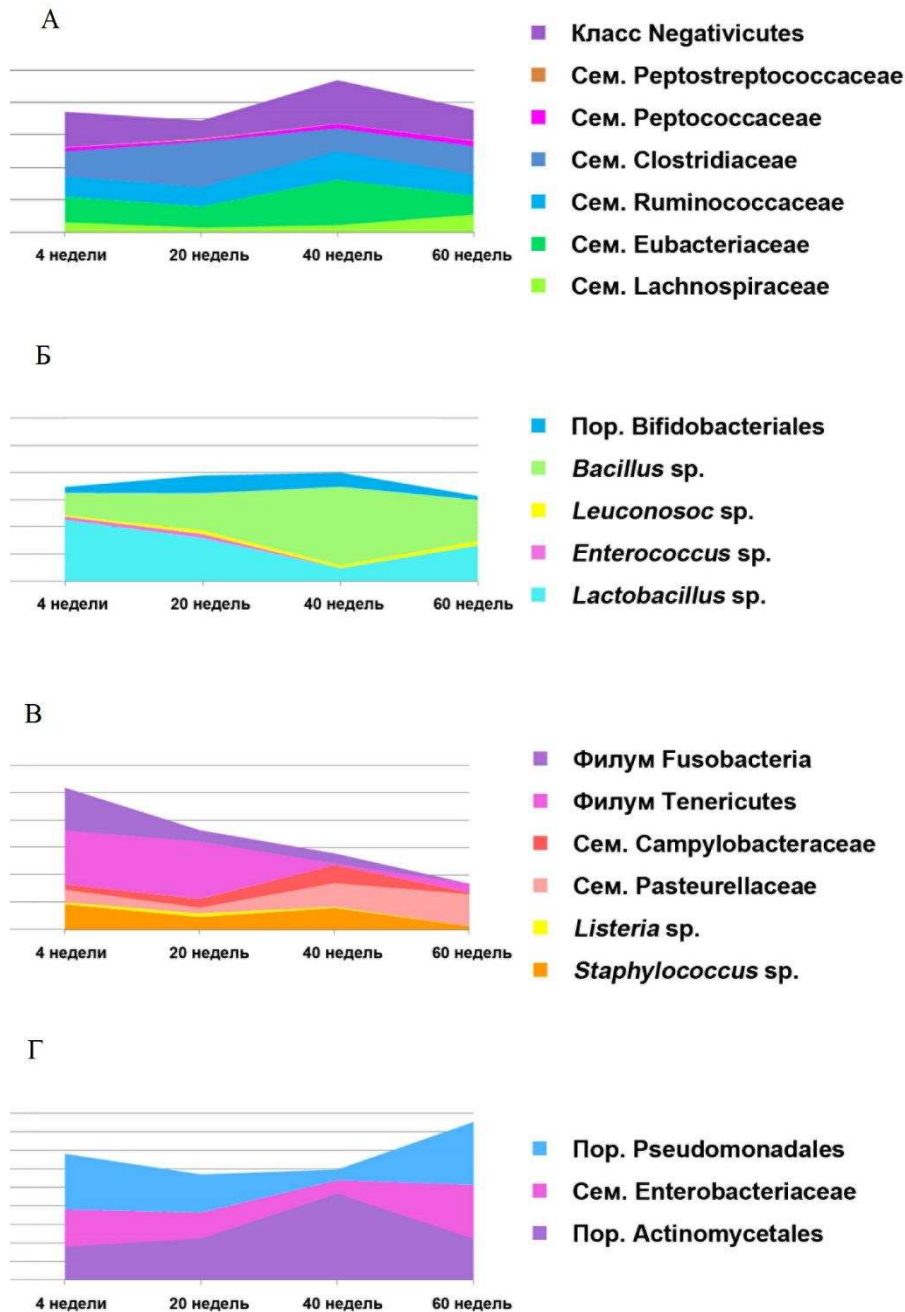 А
Класс Negativicutes
Сем. Peptostreptococcaceae
Сем. Peptococcaceae
Сем. Clostridiaceae
Сем. Ruminococcaceae
Сем. Eubacteriaceae
Сем. Lachnospiraceae
4 недели 20 недель 40 недель 60 недель
Б
Пор. Bifidobacteriales
Bacillus sp.
Leuconosoc sp.
Enterococcus sp.
Lactobacillus sp.
4 недели 20 недель 40 недель 60 недель
В
Филум Fusobacteria
Филум Tenericutes
Сем. Campylobacteraceae
Сем. Pasteurellaceae
Listeria sp.
Staphylococcus sp.
4 недели 20 недель 40 недель 60 недель
Г
Пор. Pseudomonadales
Сем. Enterobacteriaceae
Пор. Actinomycetales
4 недели 20 недель 40 недель 60 недель